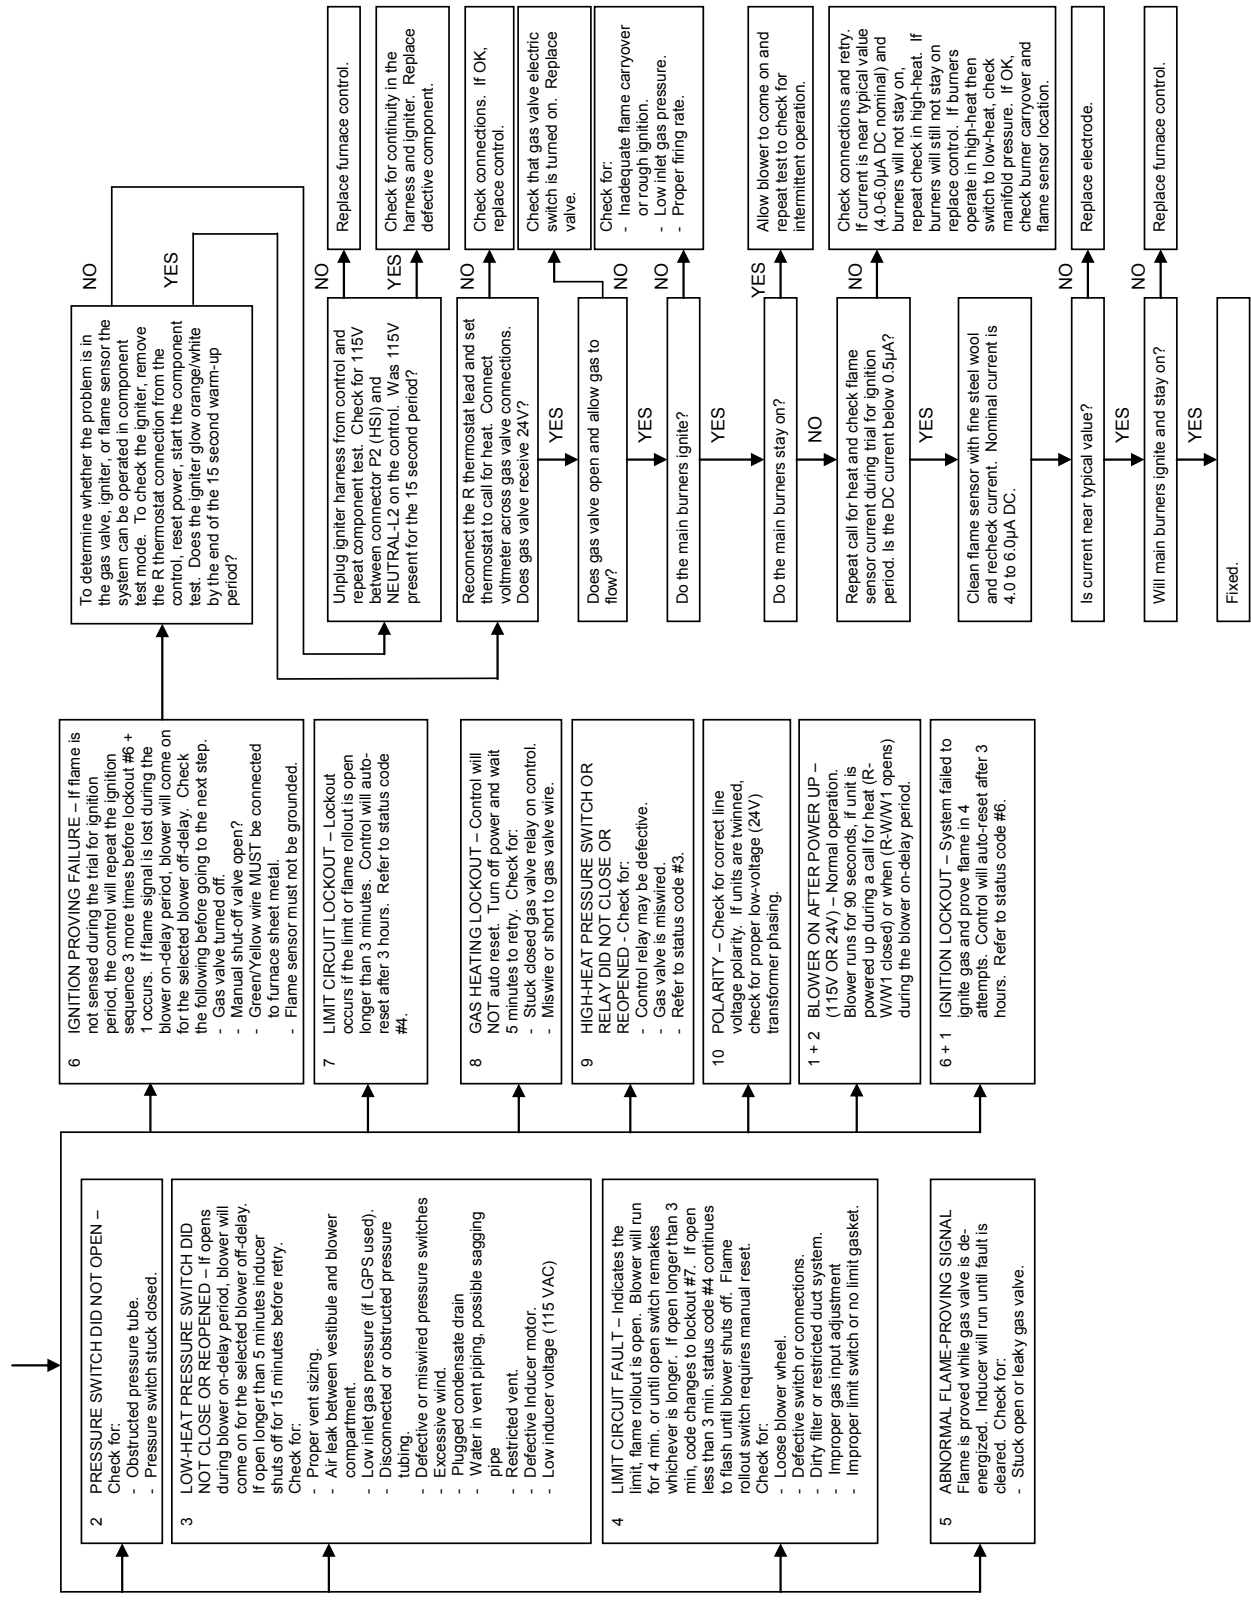 2 PRESSURE SWITCH DID NOT OPEN –
Check for:
- Obstructed pressure tube.
- Pressure switch stuck closed.
3 LOW-HEAT PRESSURE SWITCH DID
NOT CLOSE OR REOPENED – If opens
during blower on-delay period, blower will
come on for the selected blower off-delay.
If open longer than 5 minutes inducer
shuts off for 15 minutes before retry.
Check for:
- Proper vent sizing.
- Air leak between vestibule and blower
compartment.
- Low inlet gas pressure (if LGPS used).
- Disconnected or obstructed pressure
tubing.
- Defective or miswired pressure switches
- Excessive wind.
- Plugged condensate drain
- Water in vent piping, possible sagging
pipe
- Restricted vent.
- Defective Inducer motor.
- Low inducer voltage (115 VAC)
4 LIMIT CIRCUIT FAULT – Indicates the
limit, flame rollout is open. Blower will run
for 4 min. or until open switch remakes
whichever is longer. If open longer than 3
min, code changes to lockout #7. If open
less than 3 min. status code #4 continues
to flash until blower shuts off. Flame
rollout switch requires manual reset.
Check for:
- Loose blower wheel.
- Defective switch or connections.
- Dirty filter or restricted duct system.
- Improper gas input adjustment
- Improper limit switch or no limit gasket.
5 ABNORMAL FLAME-PROVING SIGNAL
Flame is proved while gas valve is de-
energized. Inducer will run until fault is
cleared. Check for:
- Stuck open or leaky gas valve.
6 IGNITION PROVING FAILURE – If flame is
not sensed during the trial for ignition
period, the control will repeat the ignition
sequence 3 more times before lockout #6 +
1 occurs. If flame signal is lost during the
blower on-delay period, blower will come on
for the selected blower off-delay. Check
the following before going to the next step.
- Gas valve turned off.
- Manual shut-off valve open?
- Green/Yellow wire MUST be connected
to furnace sheet metal.
- Flame sensor must not be grounded.
7 LIMIT CIRCUIT LOCKOUT – Lockout
occurs if the limit or flame rollout is open
longer than 3 minutes. Control will auto-
reset after 3 hours. Refer to status code
#4.
8 GAS HEATING LOCKOUT – Control will
NOT auto reset. Turn off power and wait
5 minutes to retry. Check for:
- Stuck closed gas valve relay on control.
- Miswire or short to gas valve wire.
9 HIGH-HEAT PRESSURE SWITCH OR
RELAY DID NOT CLOSE OR
REOPENED - Check for:
- Control relay may be defective.
- Gas valve is miswired.
- Refer to status code #3.
10 POLARITY – Check for correct line
voltage polarity. If units are twinned,
check for proper low-voltage (24V)
transformer phasing.
1 + 2 BLOWER ON AFTER POWER UP –
(115V OR 24V) – Normal operation.
Blower runs for 90 seconds, if unit is
powered up during a call for heat (R-
W/W1 closed) or when (R-W/W1 opens)
during the blower on-delay period.
6 + 1 IGNITION LOCKOUT – System failed to
ignite gas and prove flame in 4
attempts. Control will auto-reset after 3
hours. Refer to status code #6.
To determine whether the problem is in
the gas valve, igniter, or flame sensor the
system can be operated in component
test mode. To check the igniter, remove
the R thermostat connection from the
control, reset power, start the component
test. Does the igniter glow orange/white
by the end of the 15 second warm-up
period?
NO
YES
Unplug igniter harness from control and
repeat component test. Check for 115V
between connector P2 (HSI) and
NEUTRAL-L2 on the control. Was 115V
present for the 15 second period?
NO
Replace furnace control.
YES
Check for continuity in the
harness and igniter. Replace
defective component.
Reconnect the R thermostat lead and set
thermostat to call for heat. Connect
voltmeter across gas valve connections.
Does gas valve receive 24V?
NO
Check connections. If OK,
replace control.
YES
Does gas valve open and allow gas to
flow?
NO
Check that gas valve electric
switch is turned on. Replace
valve.
YES
Do the main burners ignite?
NO
Check for:
- Inadequate flame carryover
or rough ignition.
- Low inlet gas pressure.
- Proper firing rate.
YES
Do the main burners stay on?
YES
Allow blower to come on and
repeat test to check for
intermittent operation.
NO
Repeat call for heat and check flame
sensor current during trial for ignition
period. Is the DC current below 0.5µA?
NO
Check connections and retry.
If current is near typical value
(4.0-6.0µA DC nominal) and
burners will not stay on,
repeat check in high-heat. If
burners will still not stay on
replace control. If burners
operate in high-heat then
switch to low-heat, check
manifold pressure. If OK,
check burner carryover and
flame sensor location.
YES
Clean flame sensor with fine steel wool
and recheck current. Nominal current is
4.0 to 6.0µA DC.
Is current near typical value?
NO
Replace electrode.
YES
Will main burners ignite and stay on?
NO
Replace furnace control.
YES
Fixed.